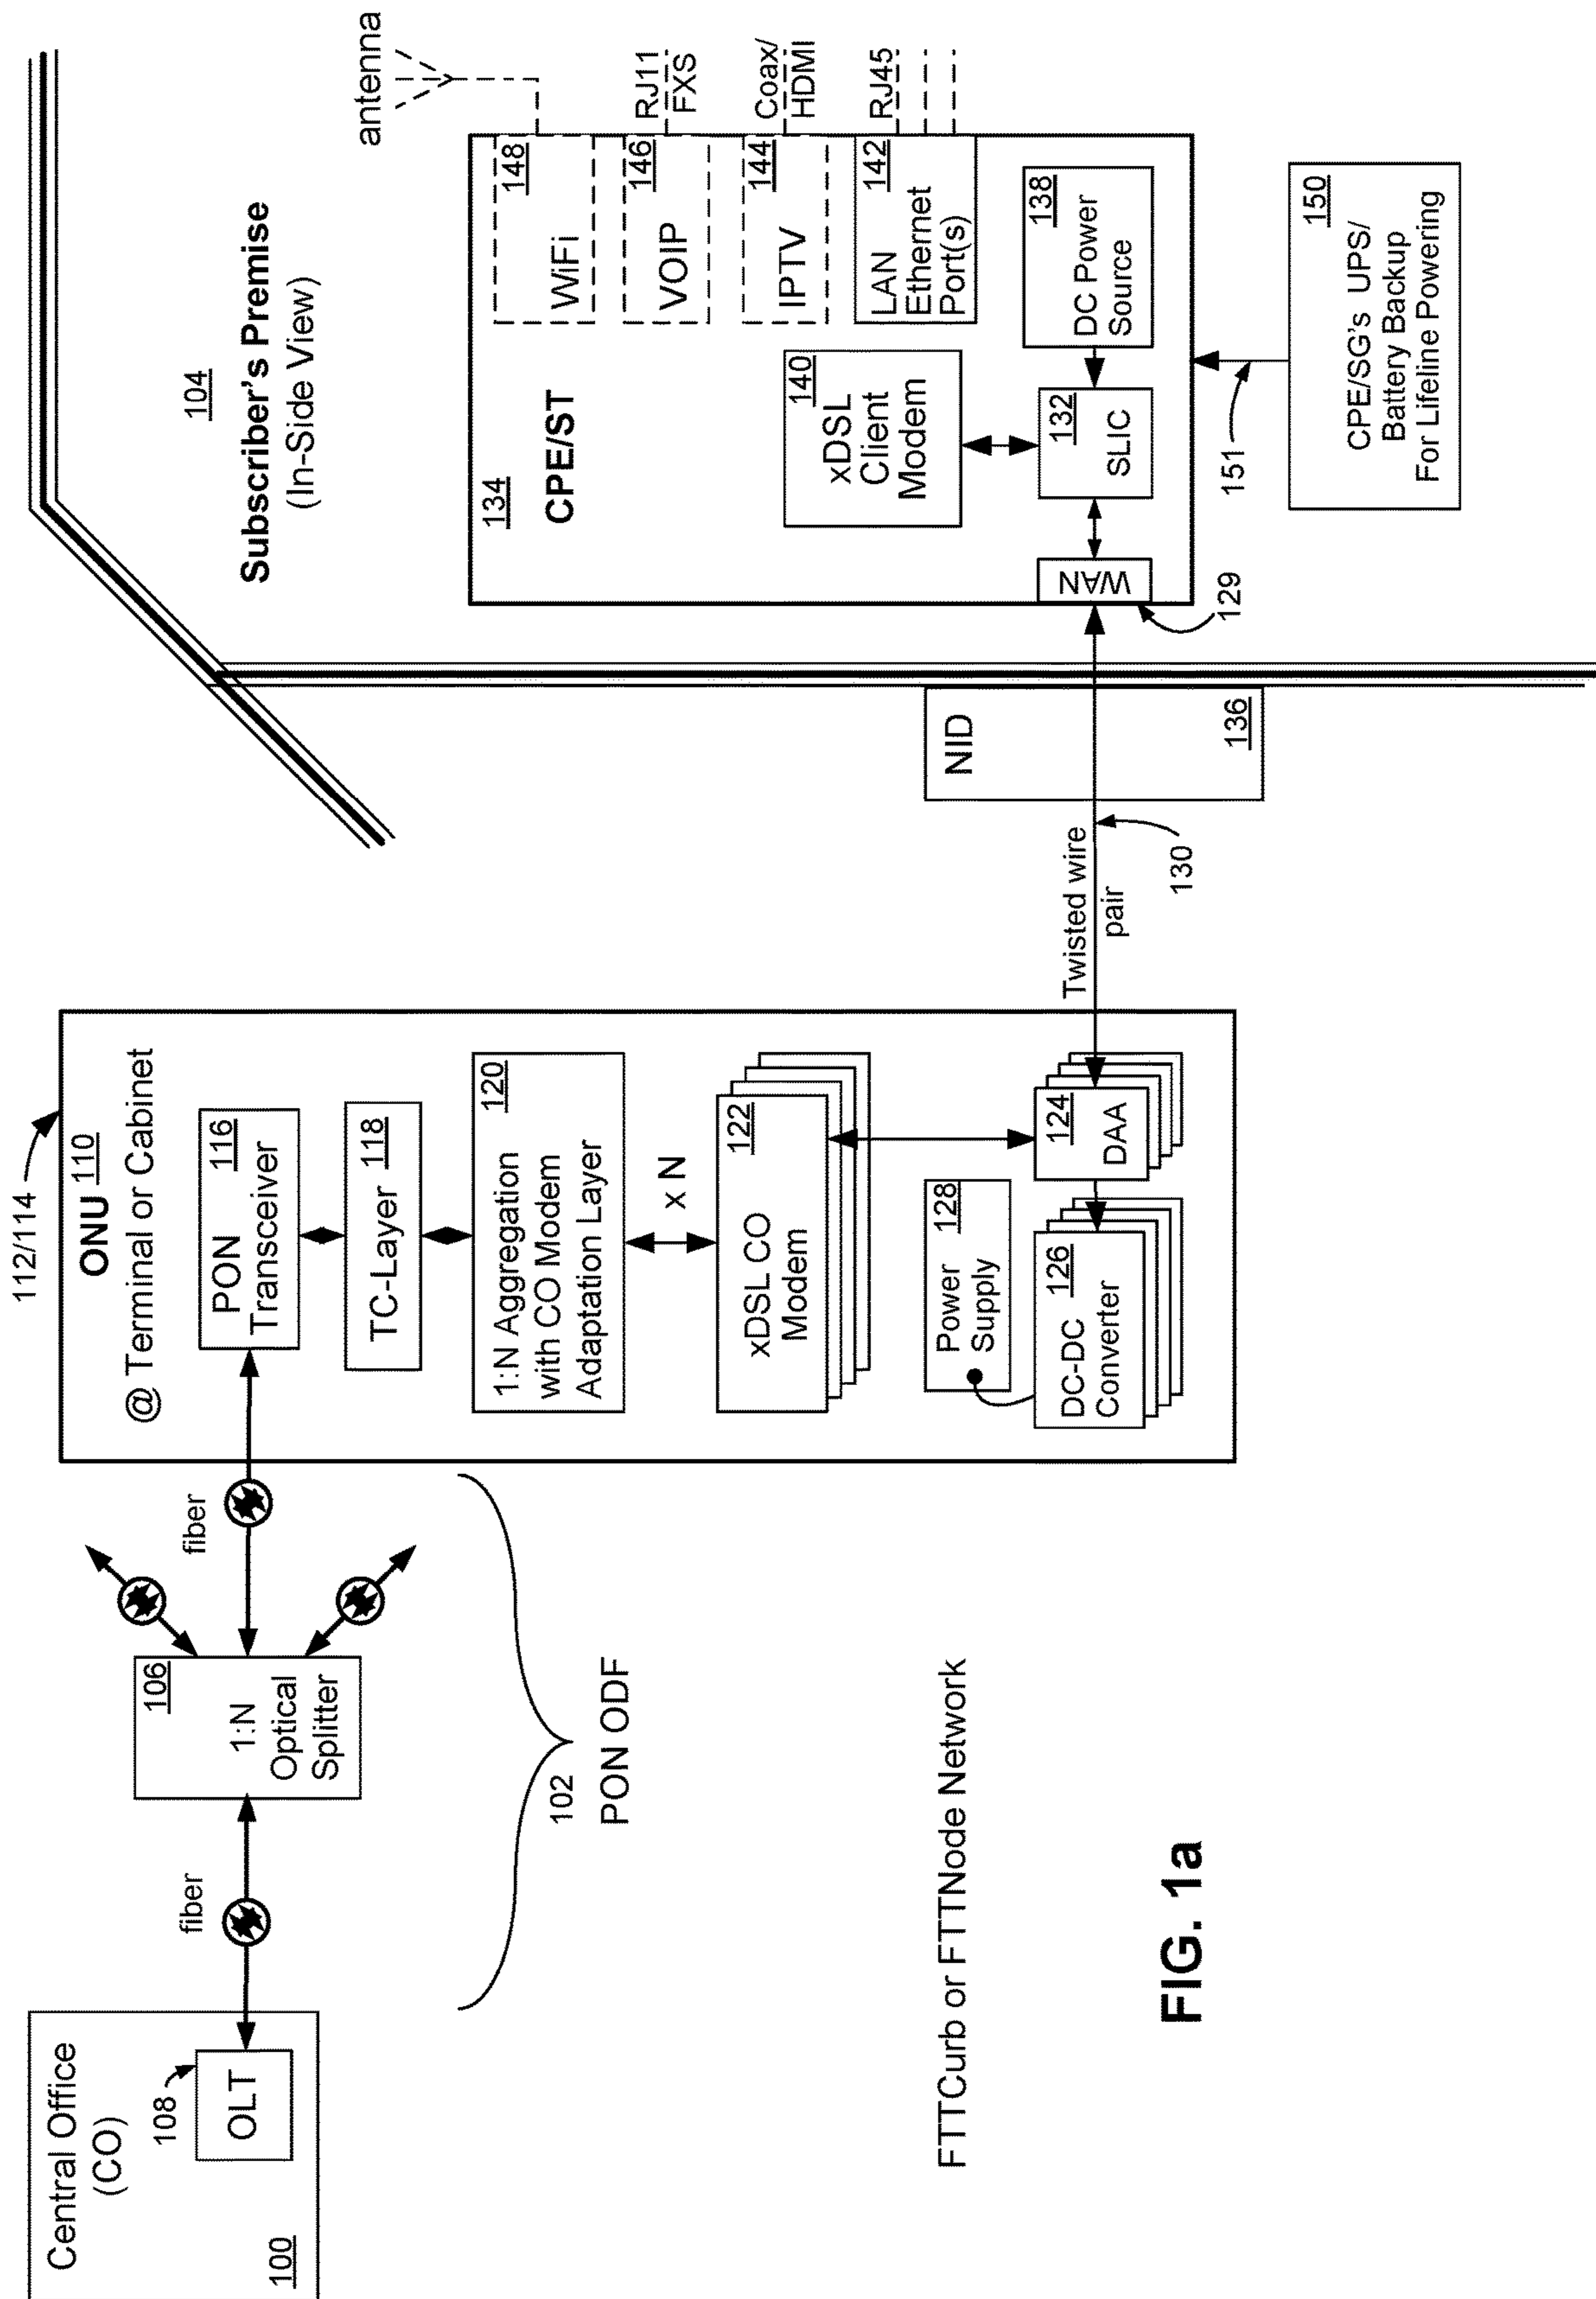 Central Office
(CO)
108
OLT
100
fiber
106
1:N
Optical
Splitter
fiber
102
PON ODF
112/114
ONU 110
@ Terminal or Cabinet
PON 116
Transceiver
TC-Layer 118
120
1:N Aggregation
with CO Modem
Adaptation Layer
x N
122
xDSL CO
Modem
Power 128
Supply
124
DAA
126
DC-DC
Converter
Twisted wire
pair
130
NID
136
104
Subscriber's Premise
(In-Side View)
antenna
134
CPE/ST
148
WiFi
RJ11
FXS
146
VOIP
Coax/
HDMI
144
IPTV
RJ45
142
LAN
Ethernet
Port(s)
140
xDSL
Client
Modem
138
DC Power
Source
132
SLIC
WAN
129
151
150
CPE/SG's UPS/
Battery Backup
For Lifeline Powering
FTTCurb or FTTNode Network
FIG. 1a